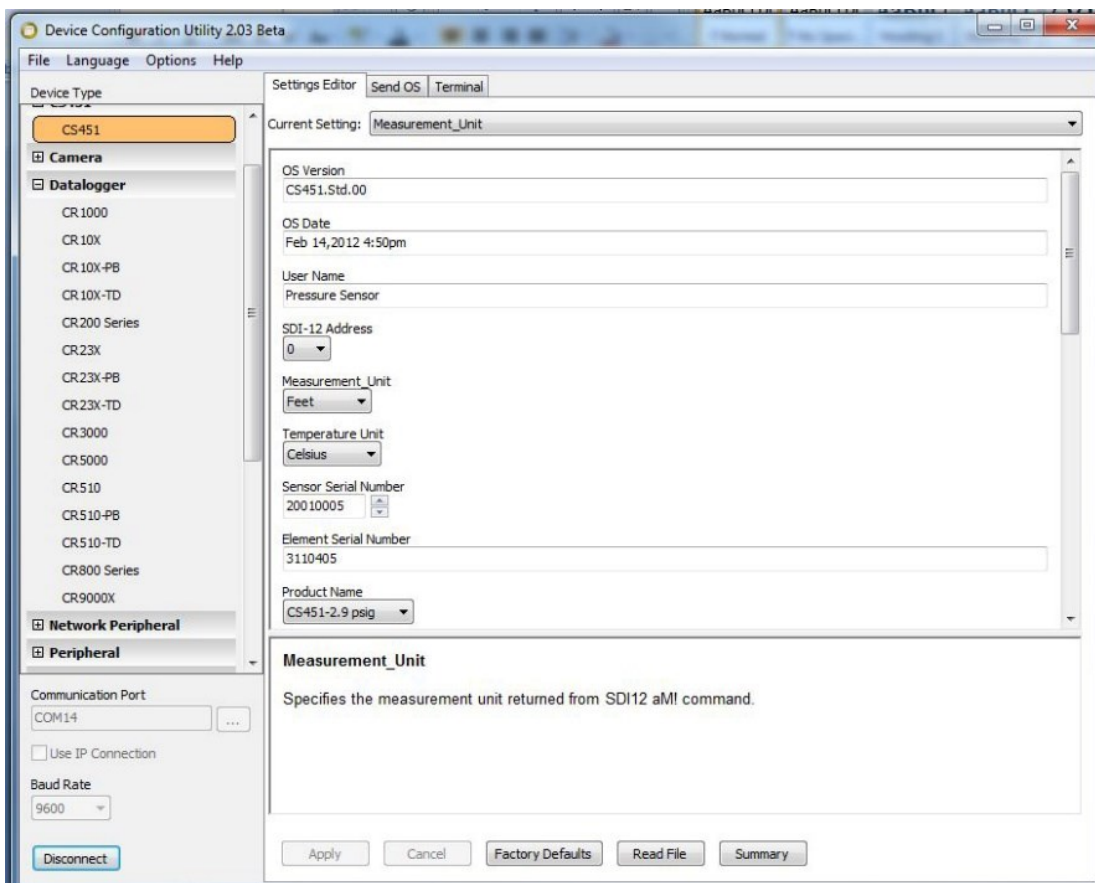 Device Configuration Utility 2.03 Beta
File Language Options Help
Device Type
CS451
Camera
Datalogger
CR1000
CR10X
CR10X-PB
CR10X-TD
CR200 Series
CR23X
CR23X-PB
CR23X-TD
CR3000
CR5000
CR510
CR510-PB
CR510-TD
CR800 Series
CR9000X
Network Peripheral
Peripheral
Communication Port
COM14
...
Use IP Connection
Baud Rate
9600
Disconnect
Settings Editor Send OS Terminal
Current Setting: Measurement_Unit
OS Version
CS451.Std.00
OS Date
Feb 14,2012 4:50pm
User Name
Pressure Sensor
SDI-12 Address
0
Measurement_Unit
Feet
Temperature Unit
Celsius
Sensor Serial Number
20010005
Element Serial Number
3110405
Product Name
CS451-2.9 psig
Measurement_Unit
Specifies the measurement unit returned from SDI12 aM! command.
Apply Cancel Factory Defaults Read File Summary